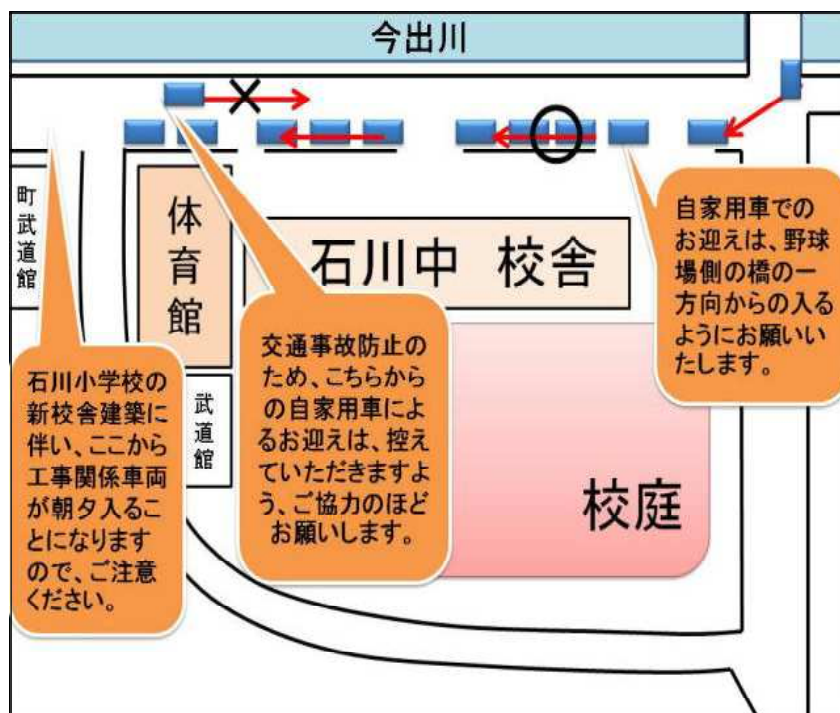 今出川
町武道館
体育館
石川中 校舎
自家用車での
お迎えは、野球
場側の橋の一
方向からの入る
ようにお願いい
たします。
交通事故防止の
ため、こちらから
の自家用車によ
るお迎えは、控え
ていただきますよ
う、ご協力のほど
お願いします。
石川小学校の
新校舎建築に
伴い、ここから
工事関係車両
が朝夕入るこ
とになります
ので、ご注意
ください。
武道館
校庭